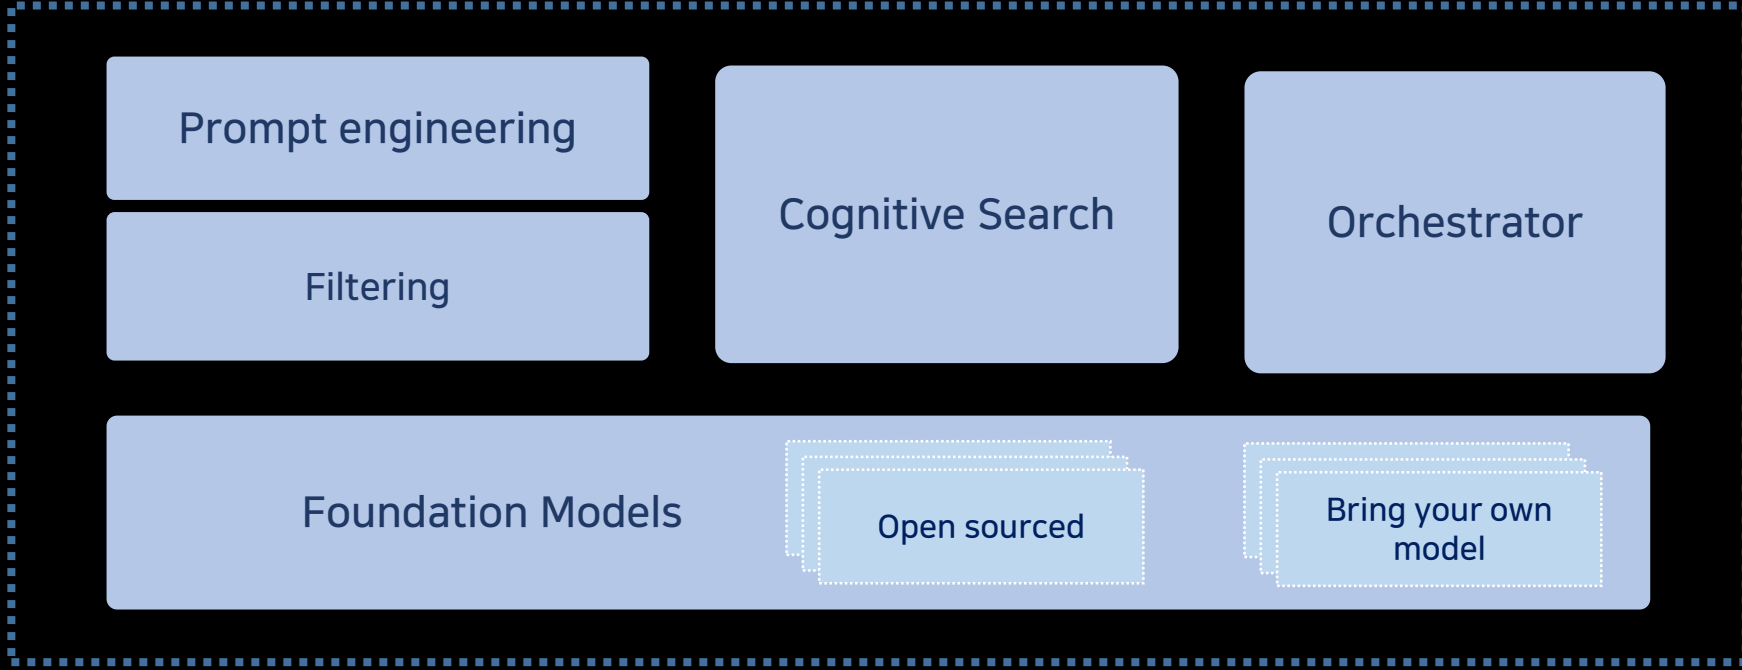 Prompt engineering
Filtering
Cognitive Search
Orchestrator
Foundation Models
Open sourced
Bring your own
model